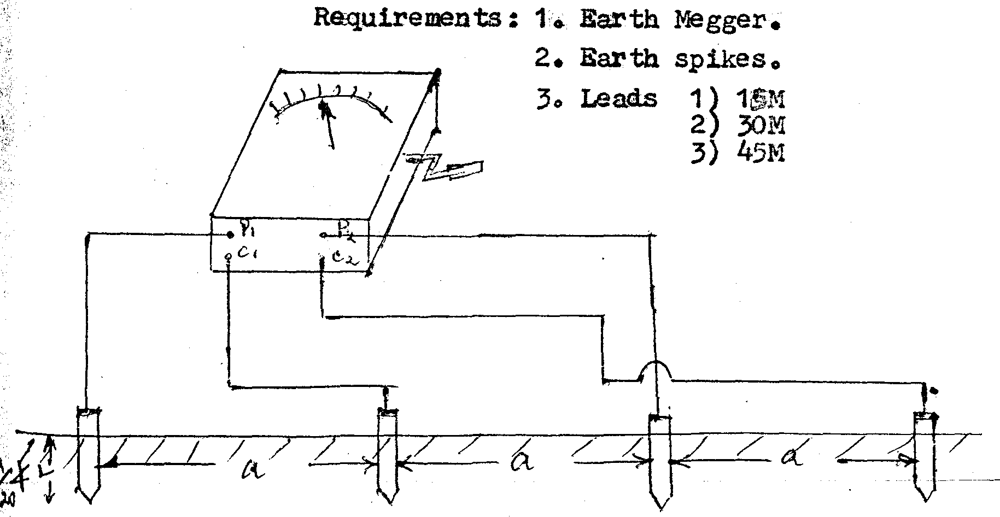 Requirements: 1. Earth Megger.
2. Earth spikes.
3. Leads 1) 15M
2) 30M
3) 45M
P1 P2
C1 C2
a a a
L
20